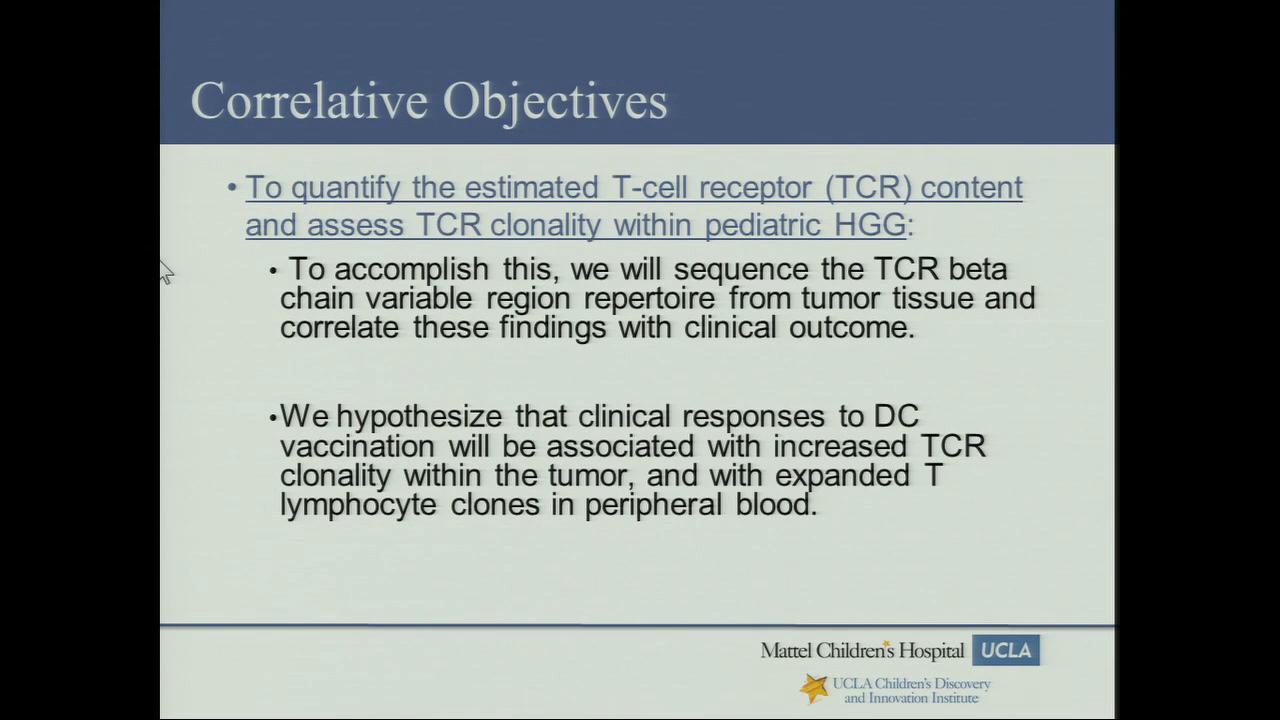 Correlative Objectives
• To quantify the estimated T-cell receptor (TCR) content
and assess TCR clonality within pediatric HGG:
• To accomplish this, we will sequence the TCR beta
chain variable region repertoire from tumor tissue and
correlate these findings with clinical outcome.
•We hypothesize that clinical responses to DC
vaccination will be associated with increased TCR
clonality within the tumor, and with expanded T
lymphocyte clones in peripheral blood.
Mattel Children's Hospital UCLA
UCLA Children's Discovery
and Innovation Institute